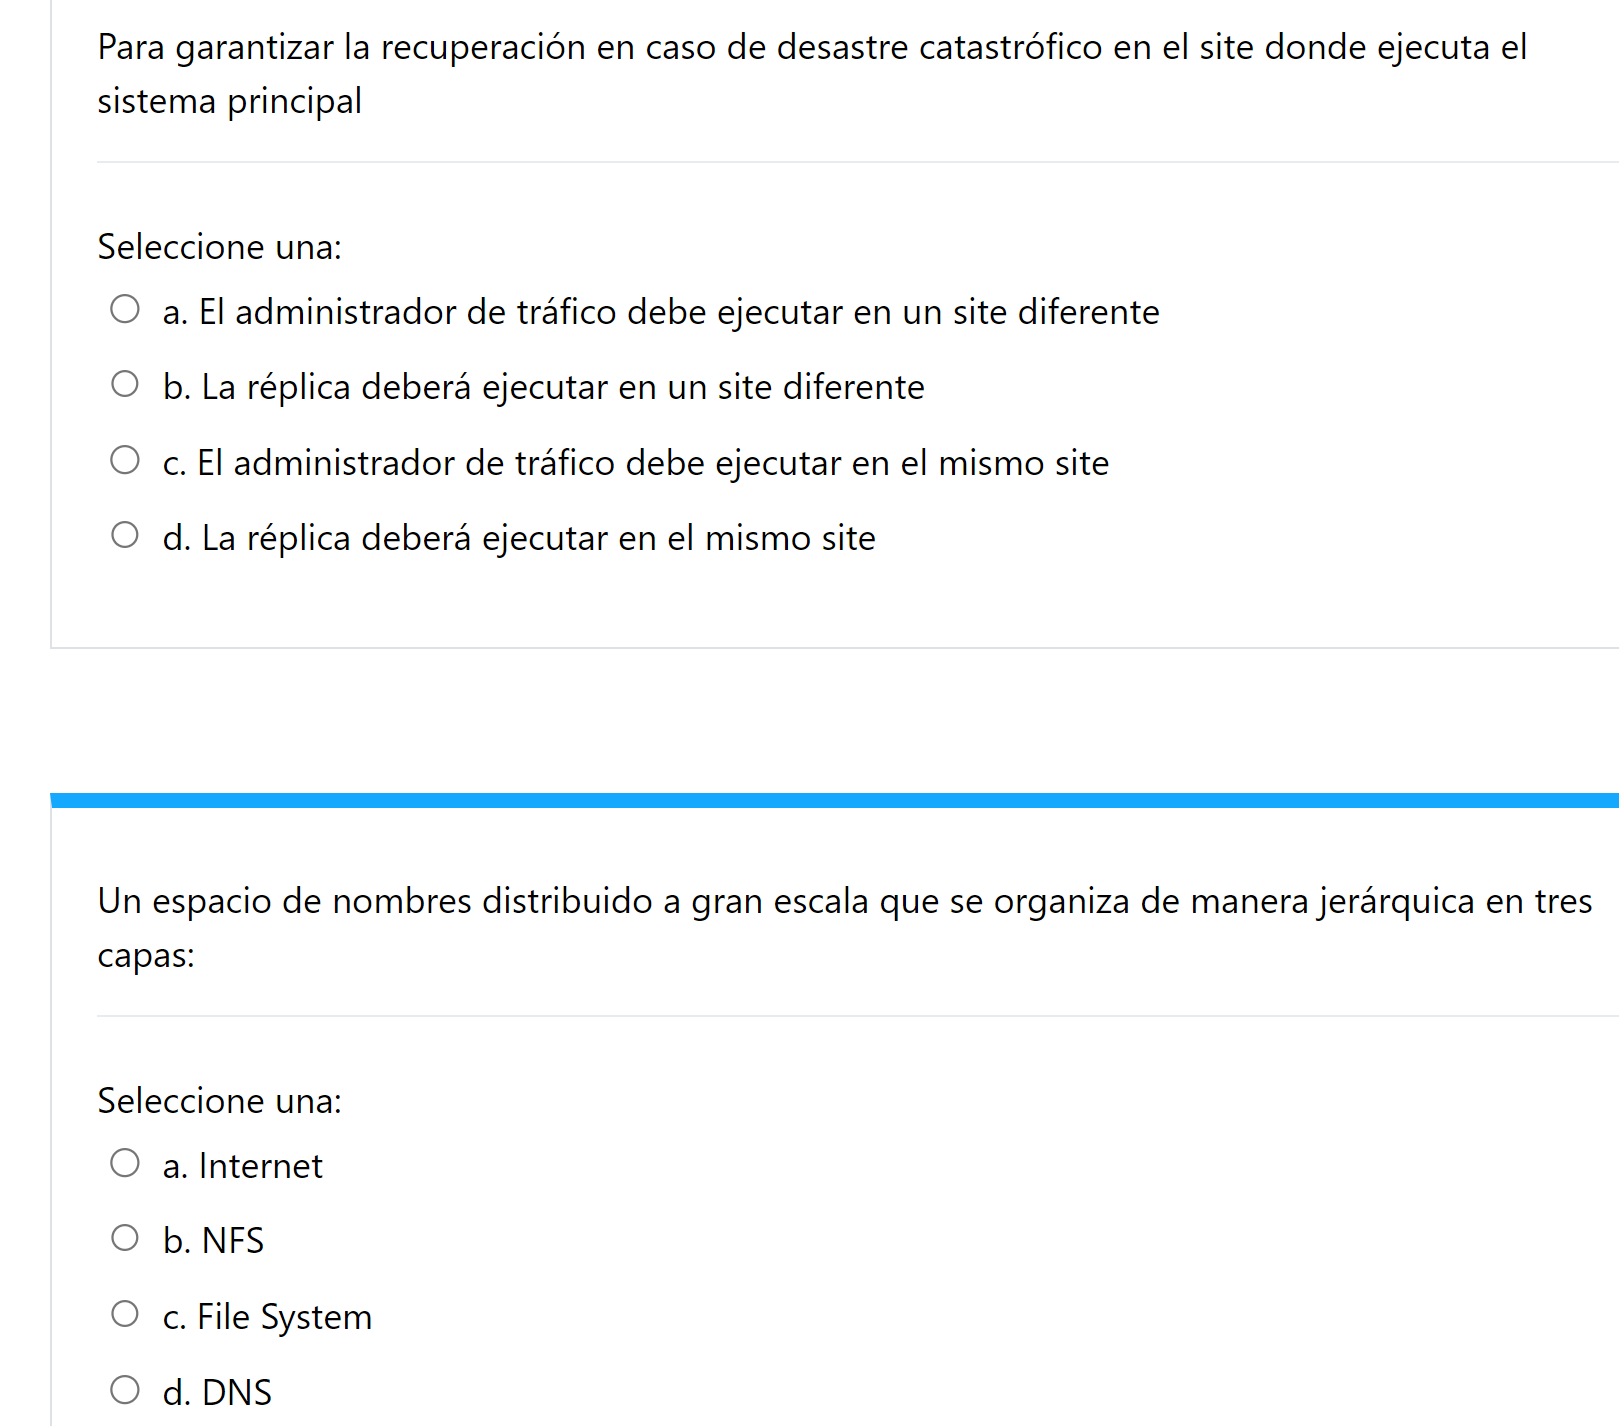 Para garantizar la recuperación en caso de desastre catastrófico en el site donde ejecuta el
sistema principal
Seleccione una:
a. El administrador de tráfico debe ejecutar en un site diferente
b. La réplica deberá ejecutar en un site diferente
c. El administrador de tráfico debe ejecutar en el mismo site
d. La réplica deberá ejecutar en el mismo site
Un espacio de nombres distribuido a gran escala que se organiza de manera jerárquica en tres
capas:
Seleccione una:
a. Internet
b. NFS
c. File System
d. DNS